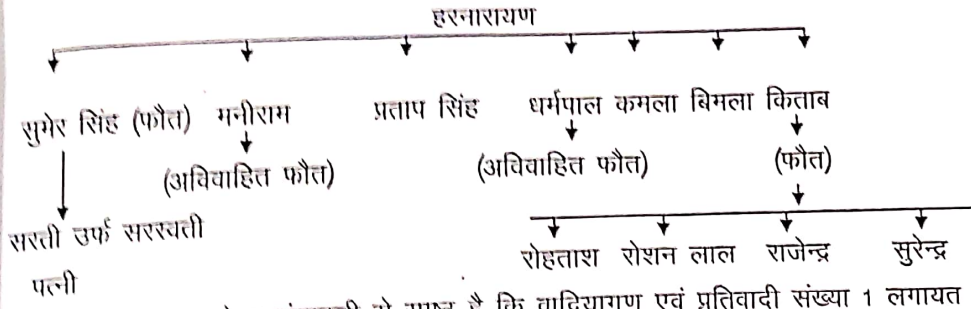 हरनारायण
सुमेर सिंह (फौत) मनीराम प्रताप सिंह धर्मपाल कमला बिमला किताब
(अविवाहित फौत) (अविवाहित फौत) (फौत)
सरती उर्फ सरस्वती
रोहताश रोशन लाल राजेन्द्र सुरेन्द्र
पत्नी
है कि वादियागण एवं प्रतिवादी संख्या 1 लगायत